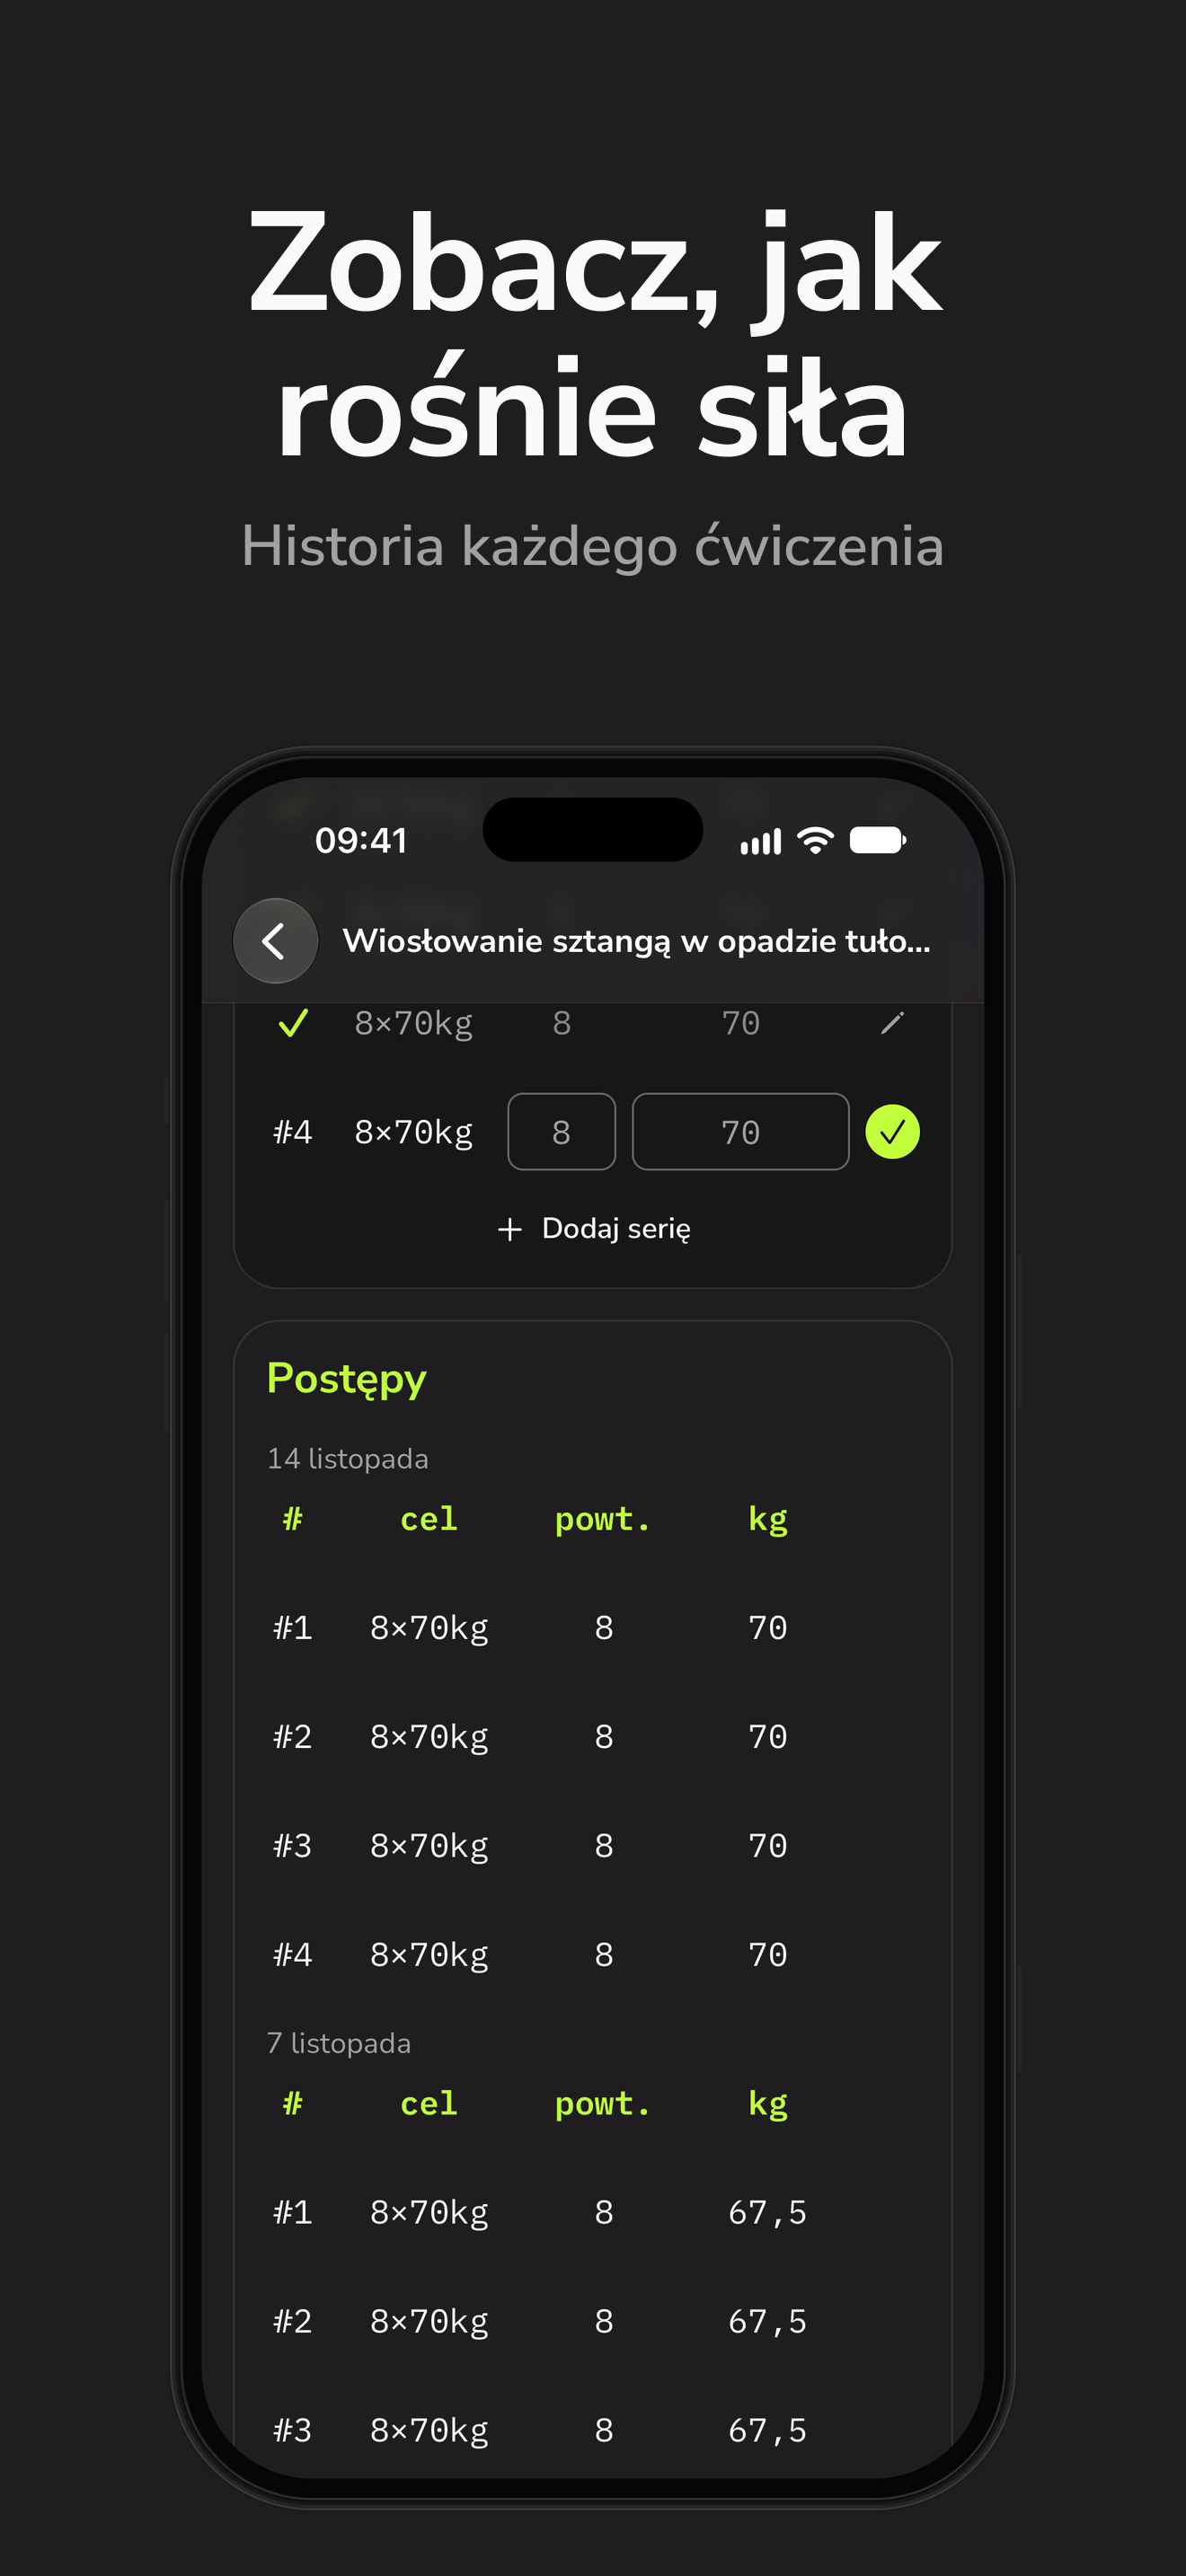 Zobacz, jak
rośnie siła
Historia każdego ćwiczenia
09:41
Wiosłowanie sztangą w opadzie tuło...
8×70kg 8 70
#4 8×70kg 8 70
+ Dodaj serię
Postępy
14 listopada
# cel powt. kg
#1 8×70kg 8 70
#2 8×70kg 8 70
#3 8×70kg 8 70
#4 8×70kg 8 70
7 listopada
# cel powt. kg
#1 8×70kg 8 67,5
#2 8×70kg 8 67,5
#3 8×70kg 8 67,5